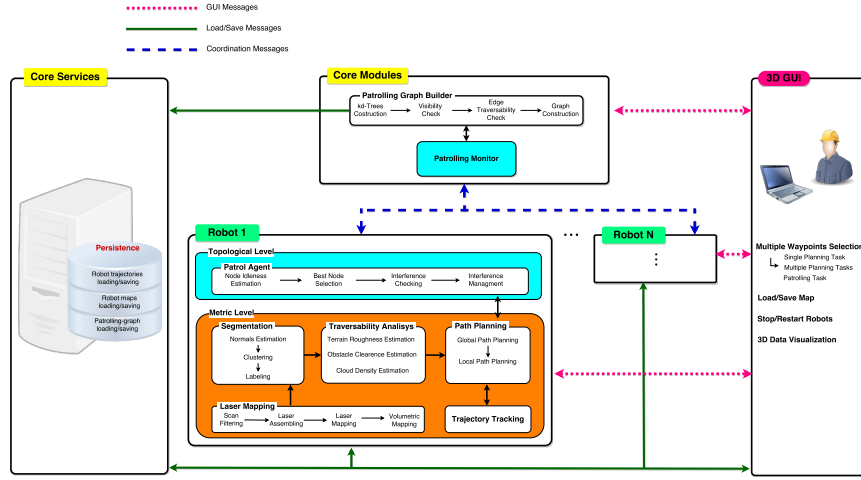 GUI Messages
Load/Save Messages
Coordination Messages
Core Services
Persistence
Robot trajectories
loading/saving
Robot maps
loading/saving
Patrolling-graph
loading/saving
Core Modules
Patrolling Graph Builder
kd-Trees
Costruction
Visibility
Check
Edge
Traversability
Check
Graph
Construction
Patrolling Monitor
Robot 1
Topological Level
Patrol Agent
Node Idleness
Estimation
Best Node
Selection
Interference
Checking
Interference
Managment
Metric Level
Segmentation
Normals Estimation
Clustering
Labeling
Traversability Analisys
Terrain Roughness Estimation
Obstacle Clearence Estimation
Cloud Density Estimation
Path Planning
Global Path Planning
Local Path Planning
Laser Mapping
Scan
Filtering
Laser
Assembling
Laser
Mapping
Volumetric
Mapping
Trajectory Tracking
...
Robot N
⋮
3D GUI
Multiple Waypoints Selection
Single Planning Task
Multiple Planning Tasks
Patrolling Task
Load/Save Map
Stop/Restart Robots
3D Data Visualization